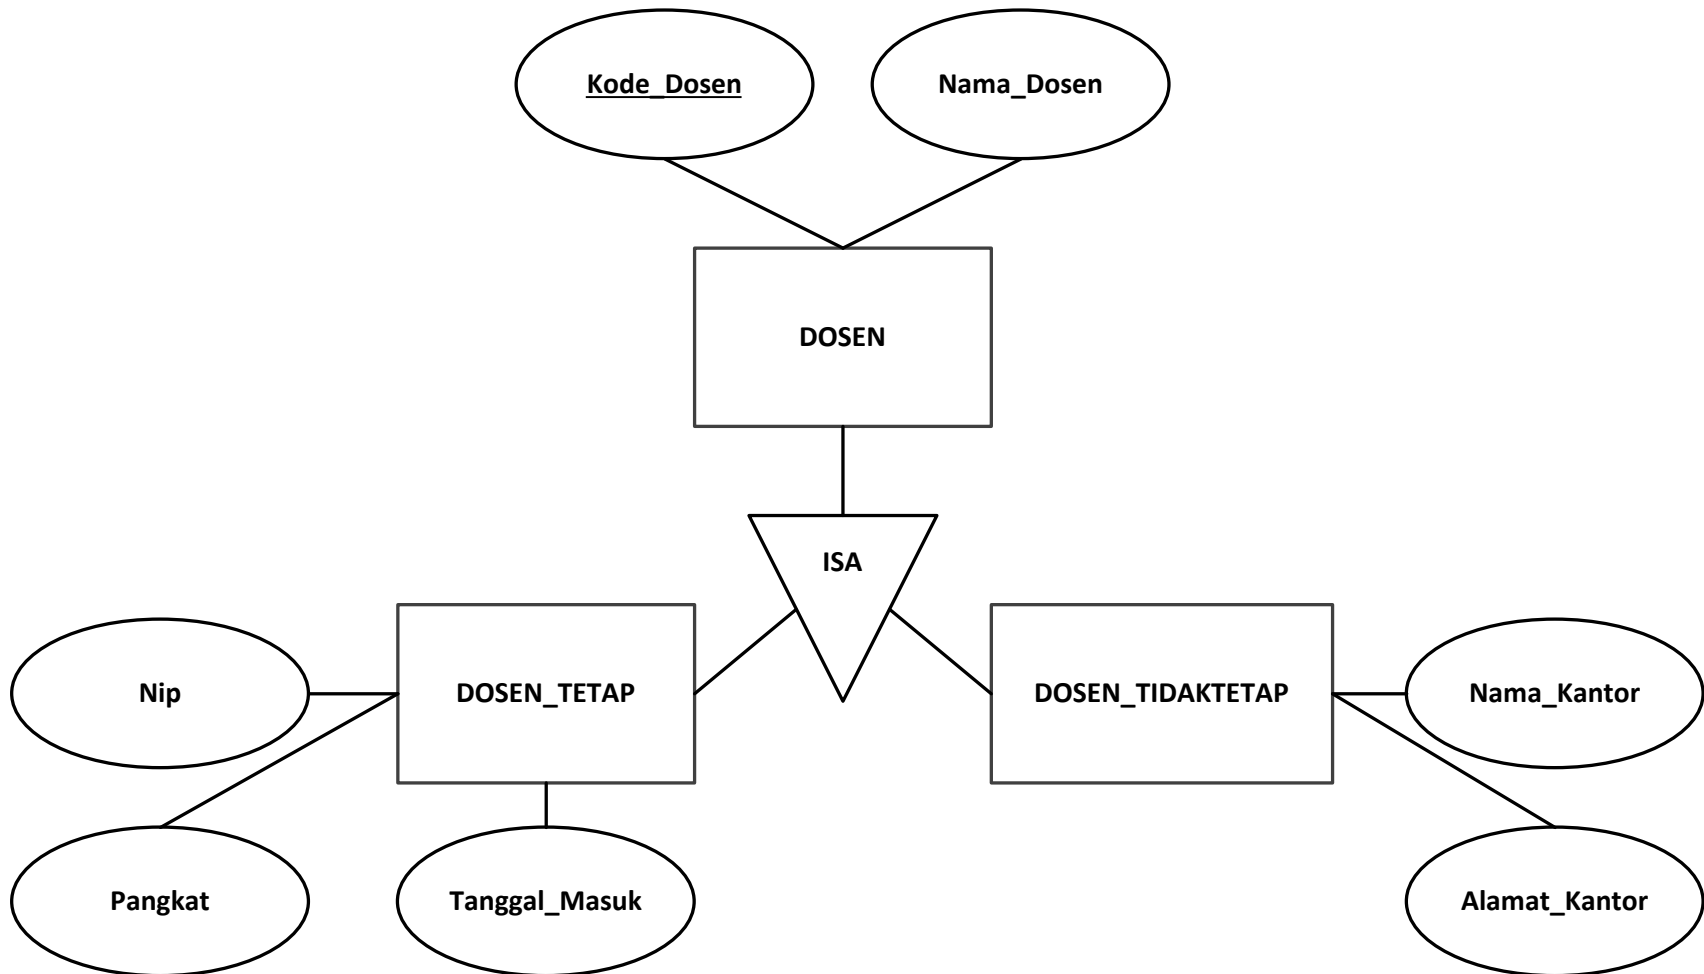 Kode_Dosen
Nama_Dosen
DOSEN
ISA
Nip
DOSEN_TETAP
DOSEN_TIDAKTETAP
Nama_Kantor
Pangkat
Tanggal_Masuk
Alamat_Kantor